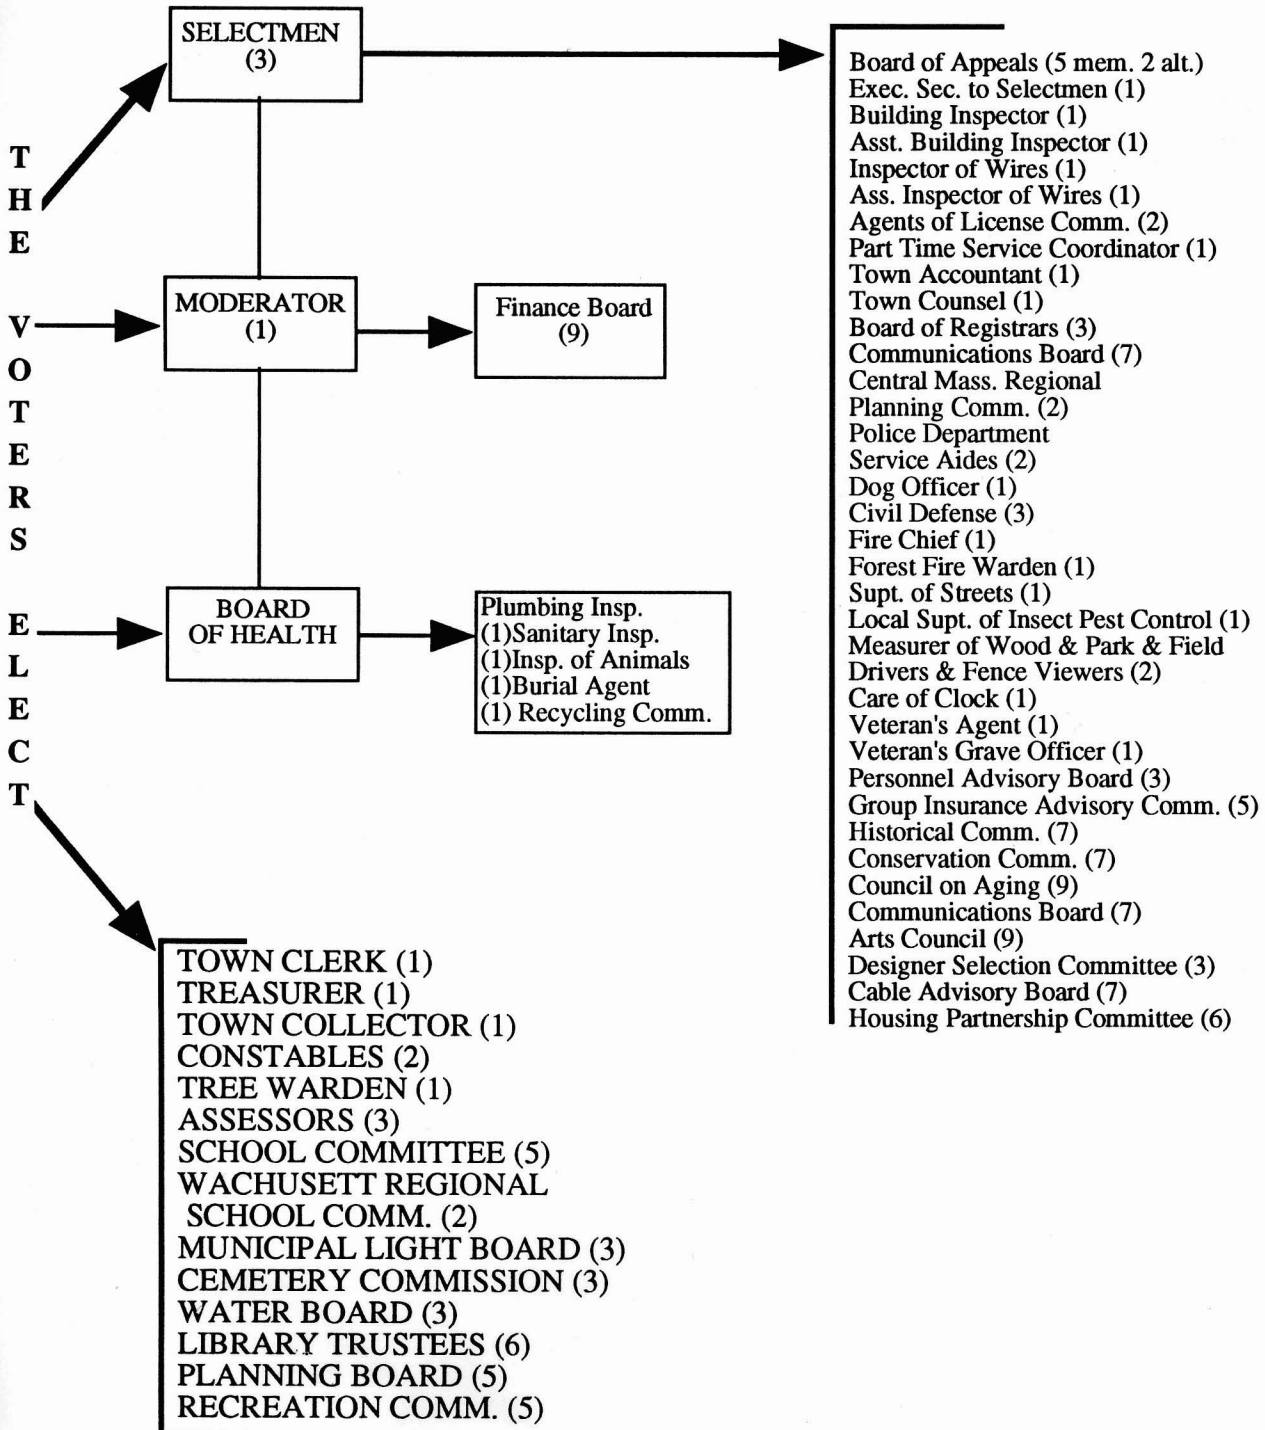 THE VOTERS ELECT
SELECTMEN
(3)
MODERATOR
(1)
Finance Board
(9)
BOARD
OF HEALTH
Plumbing Insp.
(1)Sanitary Insp.
(1)Insp. of Animals
(1)Burial Agent
(1) Recycling Comm.
Board of Appeals (5 mem. 2 alt.)
Exec. Sec. to Selectmen (1)
Building Inspector (1)
Asst. Building Inspector (1)
Inspector of Wires (1)
Ass. Inspector of Wires (1)
Agents of License Comm. (2)
Part Time Service Coordinator (1)
Town Accountant (1)
Town Counsel (1)
Board of Registrars (3)
Communications Board (7)
Central Mass. Regional
Planning Comm. (2)
Police Department
Service Aides (2)
Dog Officer (1)
Civil Defense (3)
Fire Chief (1)
Forest Fire Warden (1)
Supt. of Streets (1)
Local Supt. of Insect Pest Control (1)
Measurer of Wood & Park & Field
Drivers & Fence Viewers (2)
Care of Clock (1)
Veteran's Agent (1)
Veteran's Grave Officer (1)
Personnel Advisory Board (3)
Group Insurance Advisory Comm. (5)
Historical Comm. (7)
Conservation Comm. (7)
Council on Aging (9)
Communications Board (7)
Arts Council (9)
Designer Selection Committee (3)
Cable Advisory Board (7)
Housing Partnership Committee (6)
TOWN CLERK (1)
TREASURER (1)
TOWN COLLECTOR (1)
CONSTABLES (2)
TREE WARDEN (1)
ASSESSORS (3)
SCHOOL COMMITTEE (5)
WACHUSETT REGIONAL
SCHOOL COMM. (2)
MUNICIPAL LIGHT BOARD (3)
CEMETERY COMMISSION (3)
WATER BOARD (3)
LIBRARY TRUSTEES (6)
PLANNING BOARD (5)
RECREATION COMM. (5)